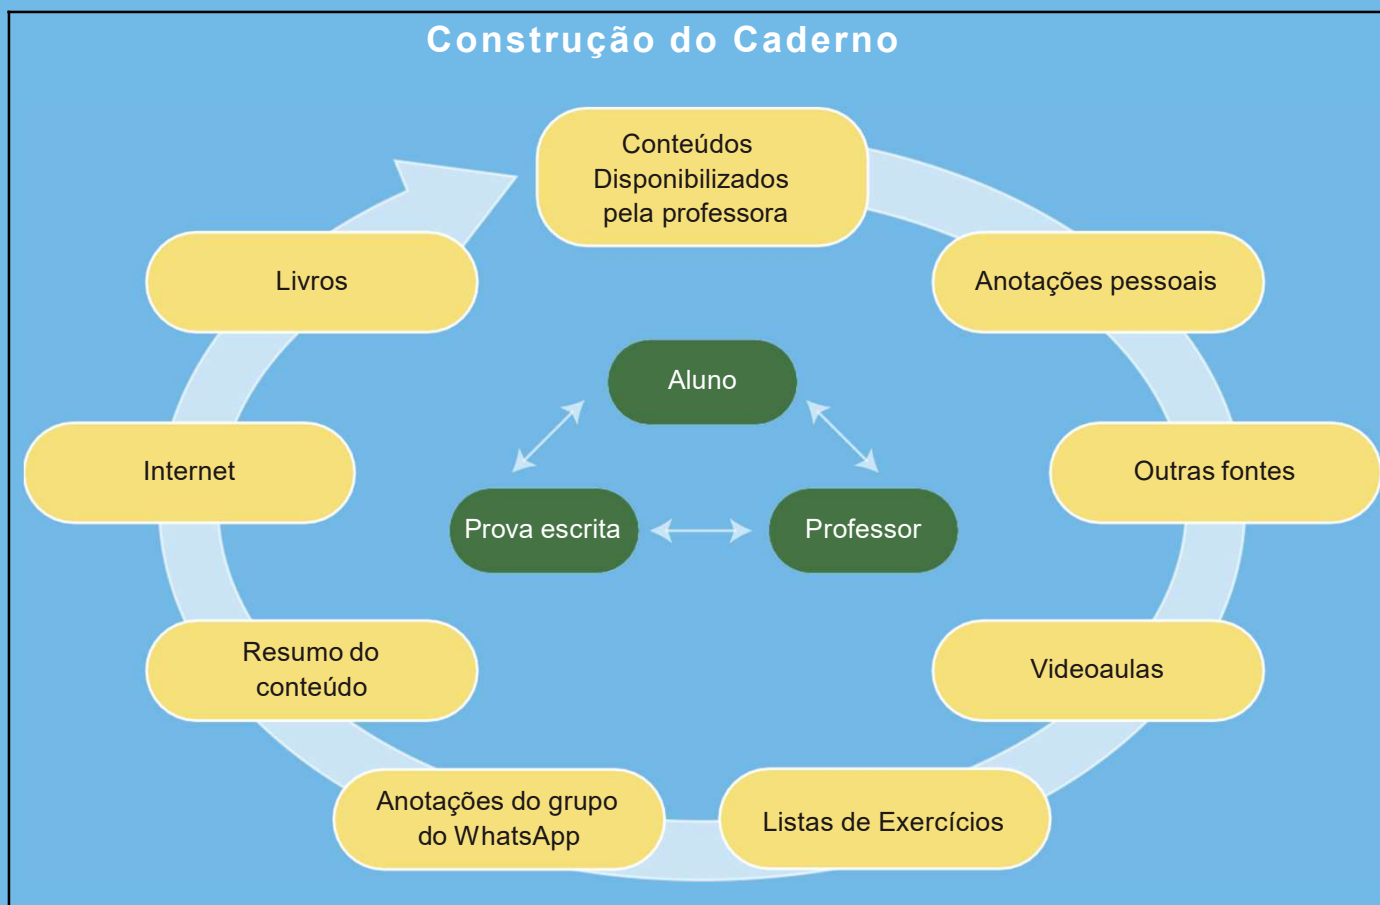 Construção do Caderno
Conteúdos
Disponibilizados
pela professora
Anotações pessoais
Outras fontes
Videoaulas
Listas de Exercícios
Anotações do grupo
do WhatsApp
Resumo do
conteúdo
Internet
Livros
Aluno
Professor
Prova escrita